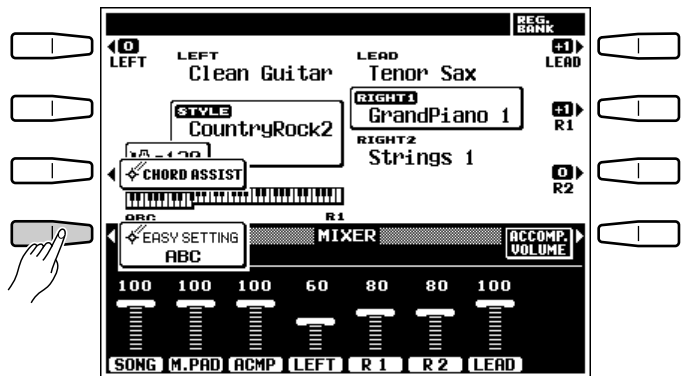 REG. BANK
0 LEFT
LEFT
Clean Guitar
LEAD
Tenor Sax
+1 LEAD
STYLE
CountryRock2
RIGHT1
GrandPiano 1
+1 R1
RIGHT2
Strings 1
0 R2
CHORD ASSIST
ABC
R1
EASY SETTING
ABC
MIXER
ACCOMP. VOLUME
100 100 100 60 80 80 100
SONG M.PAD ACMP LEFT R 1 R 2 LEAD